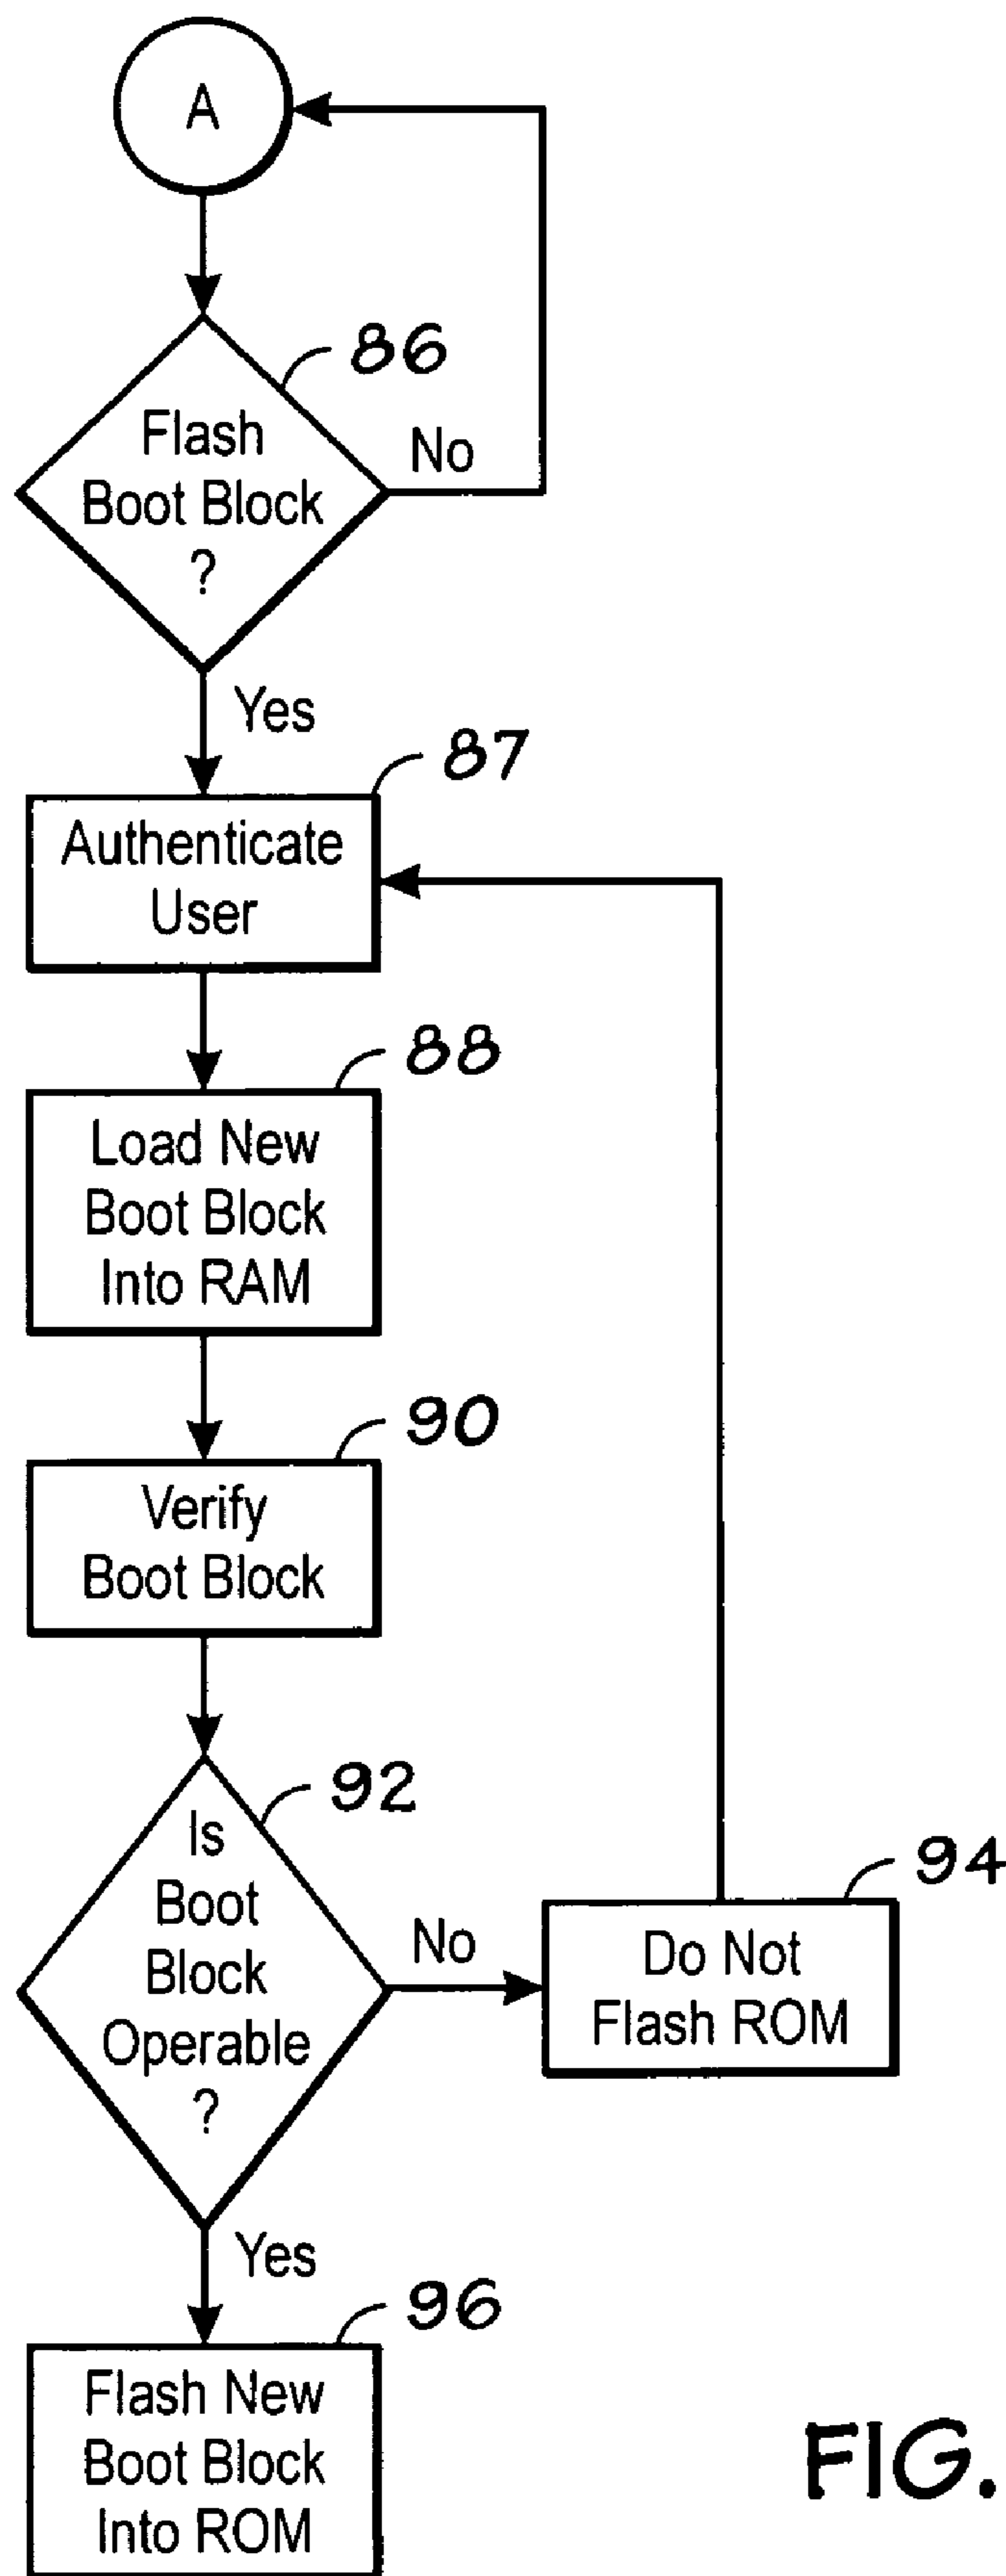 A
86
Flash
Boot Block
?
No
Yes
87
Authenticate
User
88
Load New
Boot Block
Into RAM
90
Verify
Boot Block
92
Is
Boot
Block
Operable
?
No
94
Do Not
Flash ROM
Yes
96
Flash New
Boot Block
Into ROM
FIG.